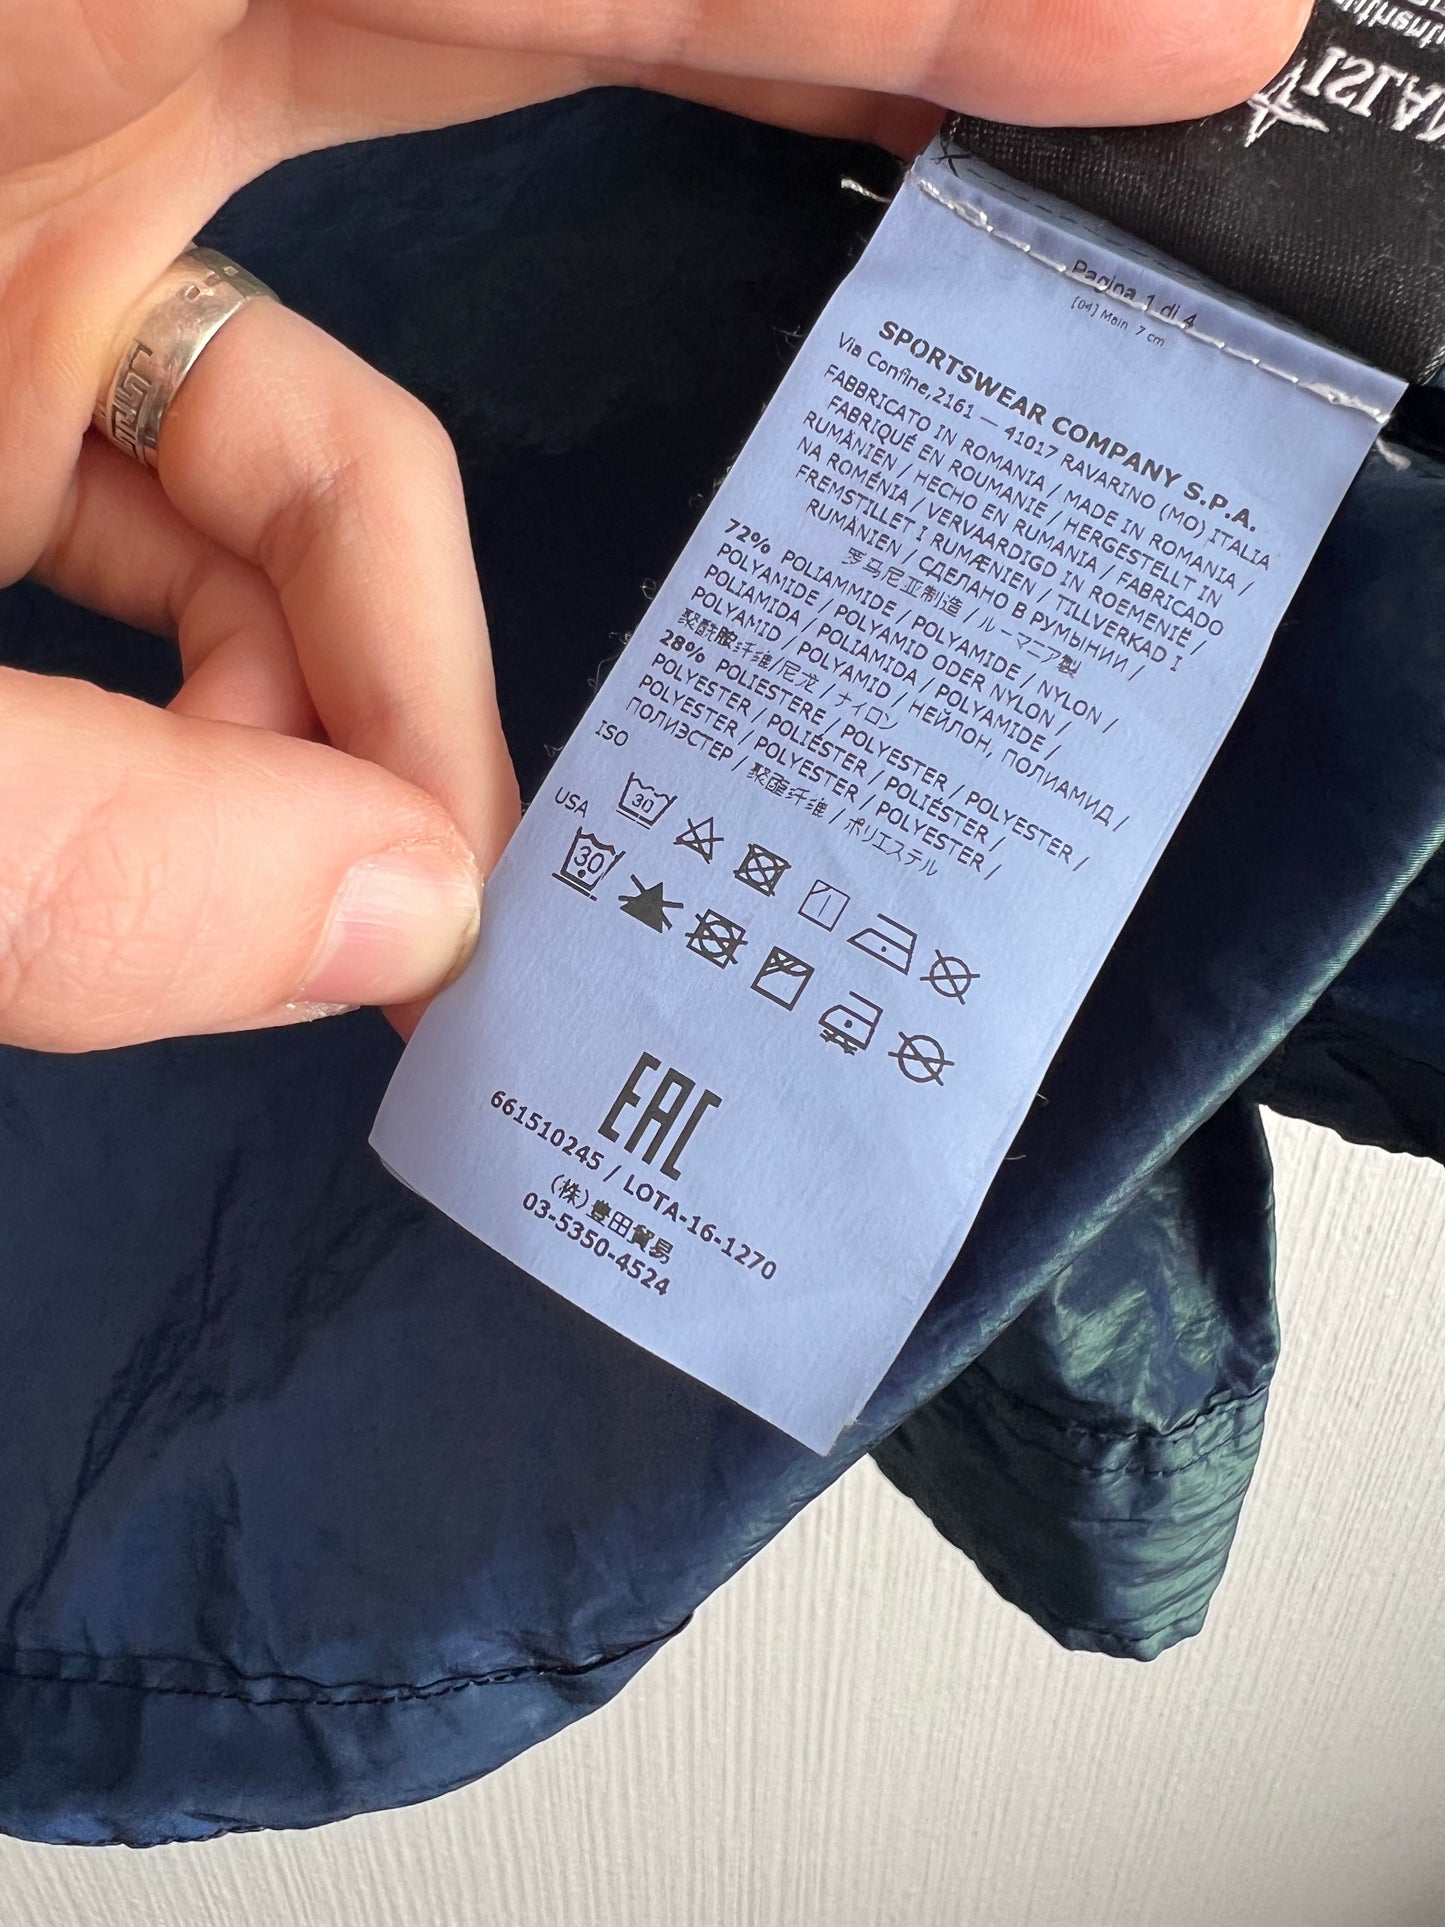 Pagina 1 di 4
[04] Main 7 cm
SPORTSWEAR COMPANY S.P.A.
Via Confine,2161 — 41017 RAVARINO (MO) ITALIA
FABBRICATO IN ROMANIA / MADE IN ROMANIA /
FABRIQUÉ EN ROUMANIE / HERGESTELLT IN
RUMÄNIEN / HECHO EN RUMANIA / FABRICADO
NA ROMÉNIA / VERVAARDIGD IN ROEMENIË /
FREMSTILLET I RUMÆNIEN / TILLVERKAD I
RUMÄNIEN / СДЕЛАНО В РУМЫНИИ /
罗马尼亚制造 / ルーマニア製
72% POLIAMMIDE / POLYAMIDE / NYLON /
POLYAMIDE / POLYAMID ODER NYLON /
POLIAMIDA / POLIAMIDA / POLYAMIDE /
POLYAMID / POLYAMID / НЕЙЛОН, ПОЛИАМИД /
聚酰胺纤维/尼龙 / ナイロン
28% POLIESTERE / POLYESTER / POLYESTER /
POLYESTER / POLIÉSTER / POLIÉSTER /
POLYESTER / POLYESTER / POLYESTER /
ПОЛИЭСТЕР / 聚酯纤维 / ポリエステル
ISO
30
USA
30
EAC
661510245 / LOTA-16-1270
(株)豊田貿易
03-5350-4524